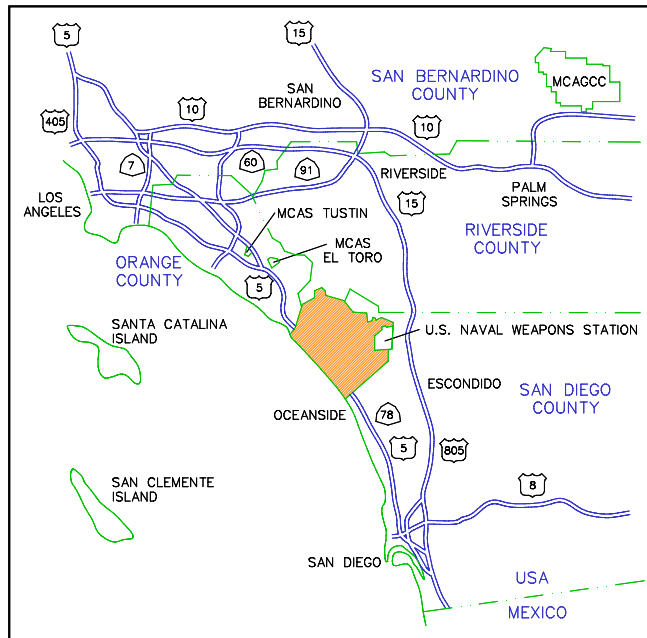 5
15
SAN BERNARDINO
COUNTY
MCAGCC
SAN
BERNARDINO
10
405
10
7
60
91
RIVERSIDE
LOS
ANGELES
15
PALM
SPRINGS
MCAS TUSTIN
RIVERSIDE
COUNTY
MCAS
EL TORO
ORANGE
COUNTY
5
SANTA CATALINA
ISLAND
U.S. NAVAL WEAPONS STATION
ESCONDIDO
SAN DIEGO
COUNTY
OCEANSIDE
78
5
805
8
SAN CLEMENTE
ISLAND
SAN DIEGO
USA
MEXICO